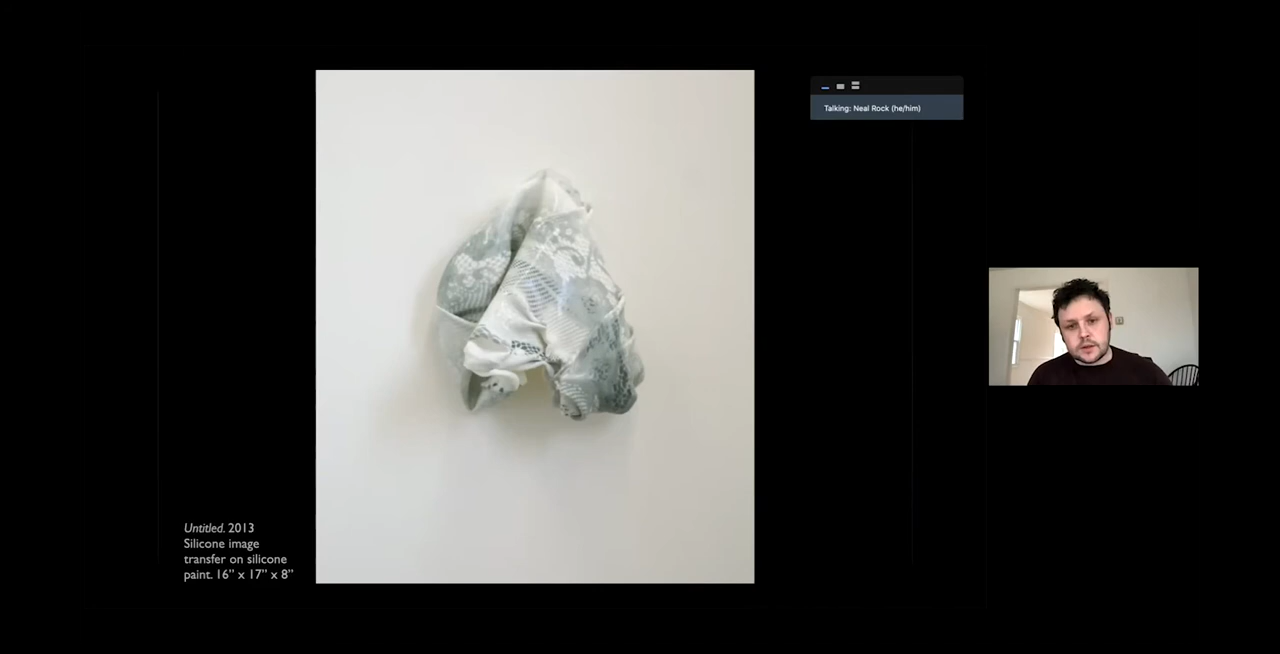 Talking: Neal Rock (he/him)
Untitled. 2013
Silicone image
transfer on silicone
paint. 16” x 17” x 8”